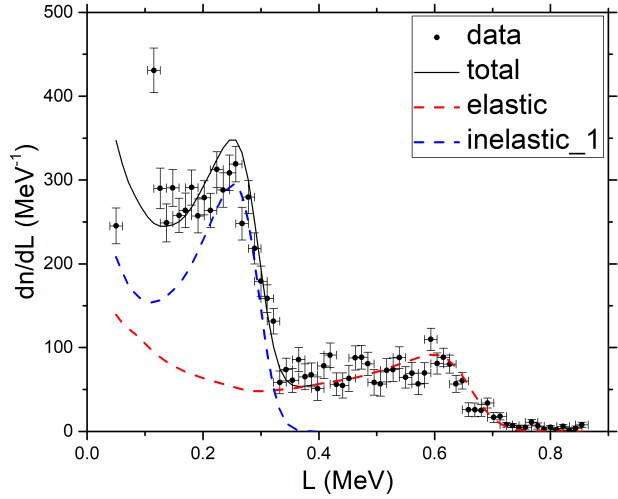 500
400
300
200
100
0
dn/dL (MeV⁻¹)
data
total
elastic
inelastic_1
0.0 0.2 0.4 0.6 0.8
L (MeV)